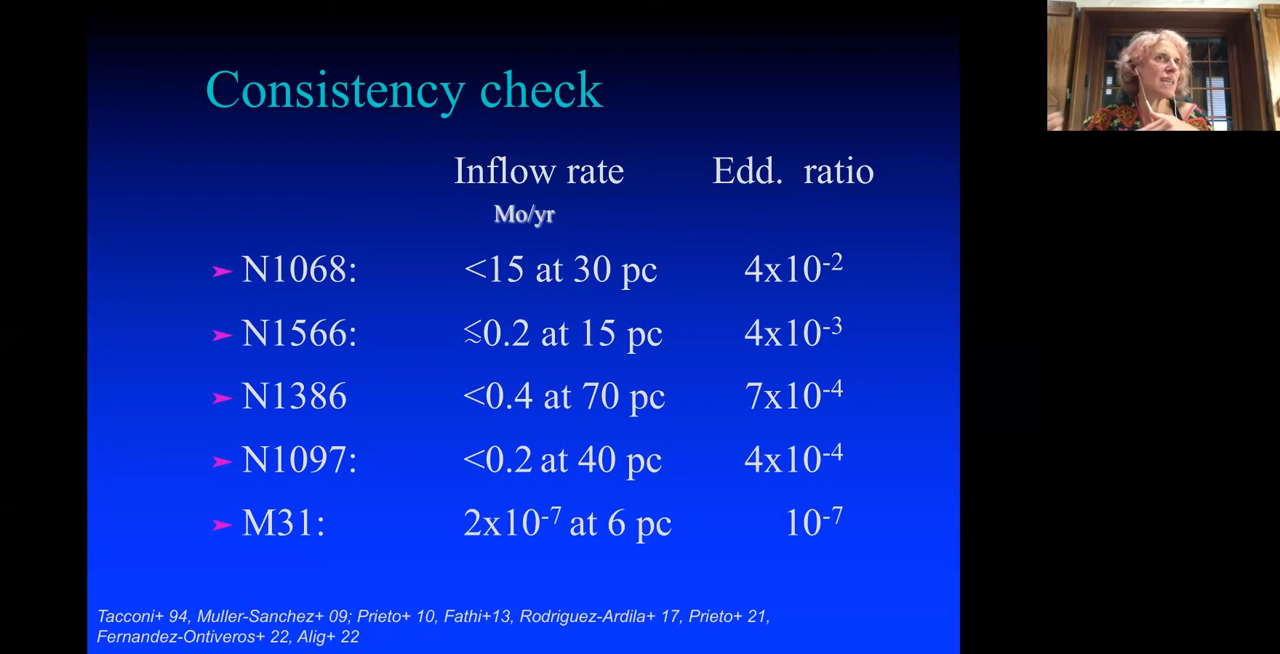 Consistency check
Inflow rate Edd. ratio
Mo/yr
➢ N1068: <15 at 30 pc 4x10⁻²
➢ N1566: ≲0.2 at 15 pc 4x10⁻³
➢ N1386 <0.4 at 70 pc 7x10⁻⁴
➢ N1097: <0.2 at 40 pc 4x10⁻⁴
➢ M31: 2x10⁻⁷ at 6 pc 10⁻⁷
Tacconi+ 94, Muller-Sanchez+ 09; Prieto+ 10, Fathi+13, Rodriguez-Ardila+ 17, Prieto+ 21,
Fernandez-Ontiveros+ 22, Alig+ 22